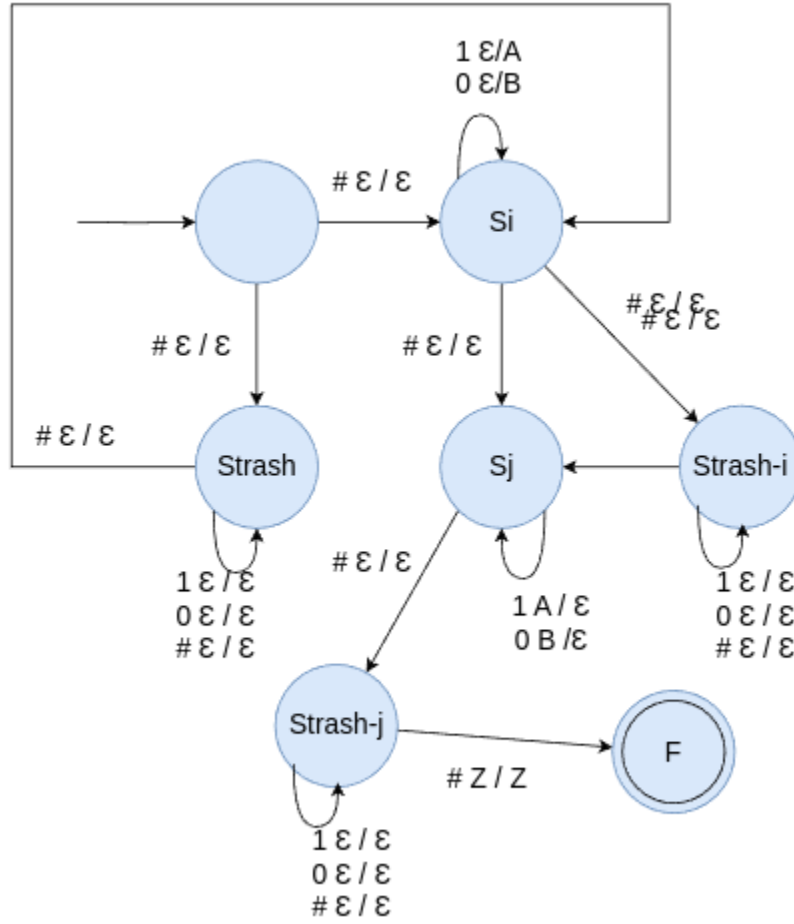 1 Ɛ/A
0 Ɛ/B
# Ɛ / Ɛ
Si
# Ɛ / Ɛ
# Ɛ / Ɛ
# Ɛ / Ɛ
# Ɛ / Ɛ
# Ɛ / Ɛ
Strash
Sj
Strash-i
# Ɛ / Ɛ
1 Ɛ / Ɛ
0 Ɛ / Ɛ
# Ɛ / Ɛ
1 A / Ɛ
0 B /Ɛ
1 Ɛ / Ɛ
0 Ɛ / Ɛ
# Ɛ / Ɛ
Strash-j
F
# Z / Z
1 Ɛ / Ɛ
0 Ɛ / Ɛ
# Ɛ / Ɛ